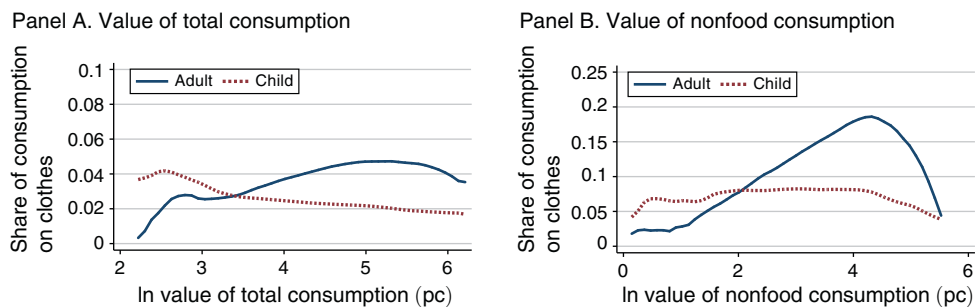 Panel A. Value of total consumption
Share of consumption
on clothes
0.1
0.08
0.06
0.04
0.02
0
Adult Child
2 3 4 5 6
ln value of total consumption (pc)
Panel B. Value of nonfood consumption
Share of consumption
on clothes
0.25
0.2
0.15
0.1
0.05
0
Adult Child
0 2 4 6
ln value of nonfood consumption (pc)